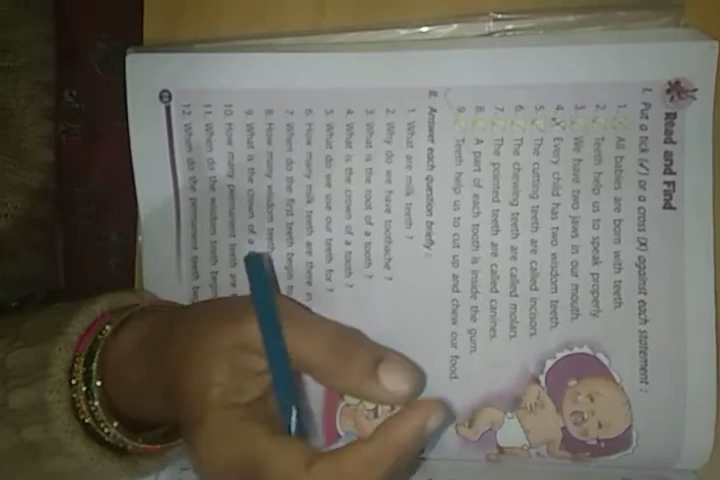 Read and Find
I. Put a tick (✓) or a cross (✗) against each statement :
1. All babies are born with teeth.
2. Teeth help us to speak properly.
3. We have two jaws in our mouth.
4. Every child has two wisdom teeth.
5. The cutting teeth are called incisors.
6. The chewing teeth are called molars.
7. The pointed teeth are called canines.
8. A part of each tooth is inside the gum.
9. Teeth help us to cut up and chew our food.
II. Answer each question briefly :
1. What are milk teeth ?
2. Why do we have toothache ?
3. What is the root of a tooth ?
4. What is the crown of a tooth ?
5. What do we use our teeth for ?
6. How many milk teeth are there in
7. When do the first teeth begin
8. How many wisdom teeth
9. What is the crown of a
10. How many permanent teeth are
11. When do the wisdom teeth begin
12. When do the permanent teeth